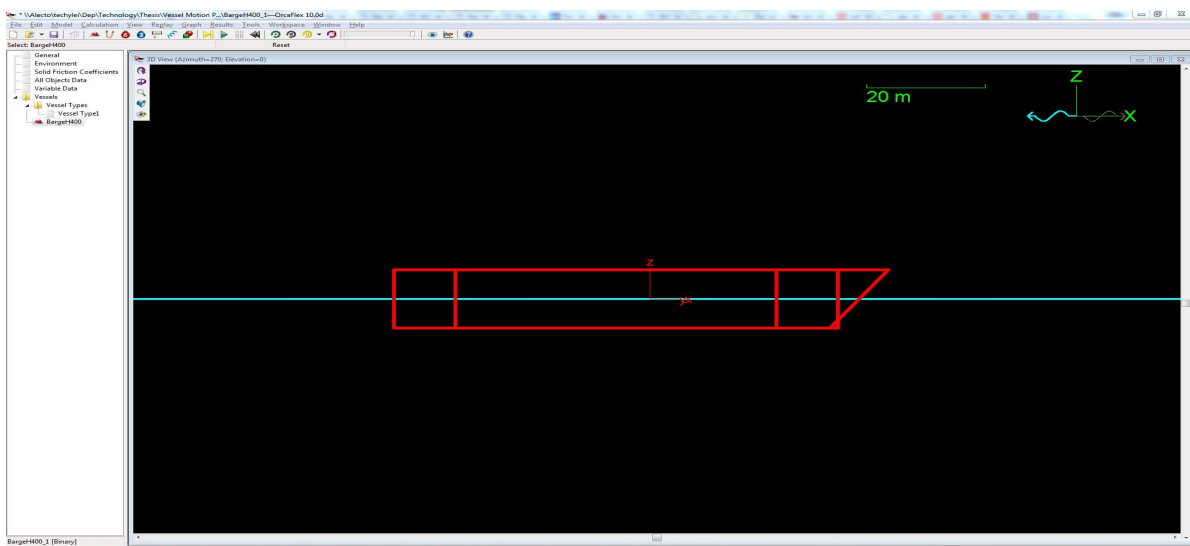 * \\Alecto\techylei\Dep\Technology\Thesis\Vessel Motion P...\BargeH400_1—OrcaFlex 10,0d
File Edit Model Calculation View Replay Graph Results Tools Workspace Window Help
Select: BargeH400 Reset
General
Environment
Solid Friction Coefficients
All Objects Data
Variable Data
Vessels
Vessel Types
Vessel Type1
BargeH400
3D View (Azimuth=270; Elevation=0)
20 m
Z
X
z
yx
BargeH400_1 [Binary]